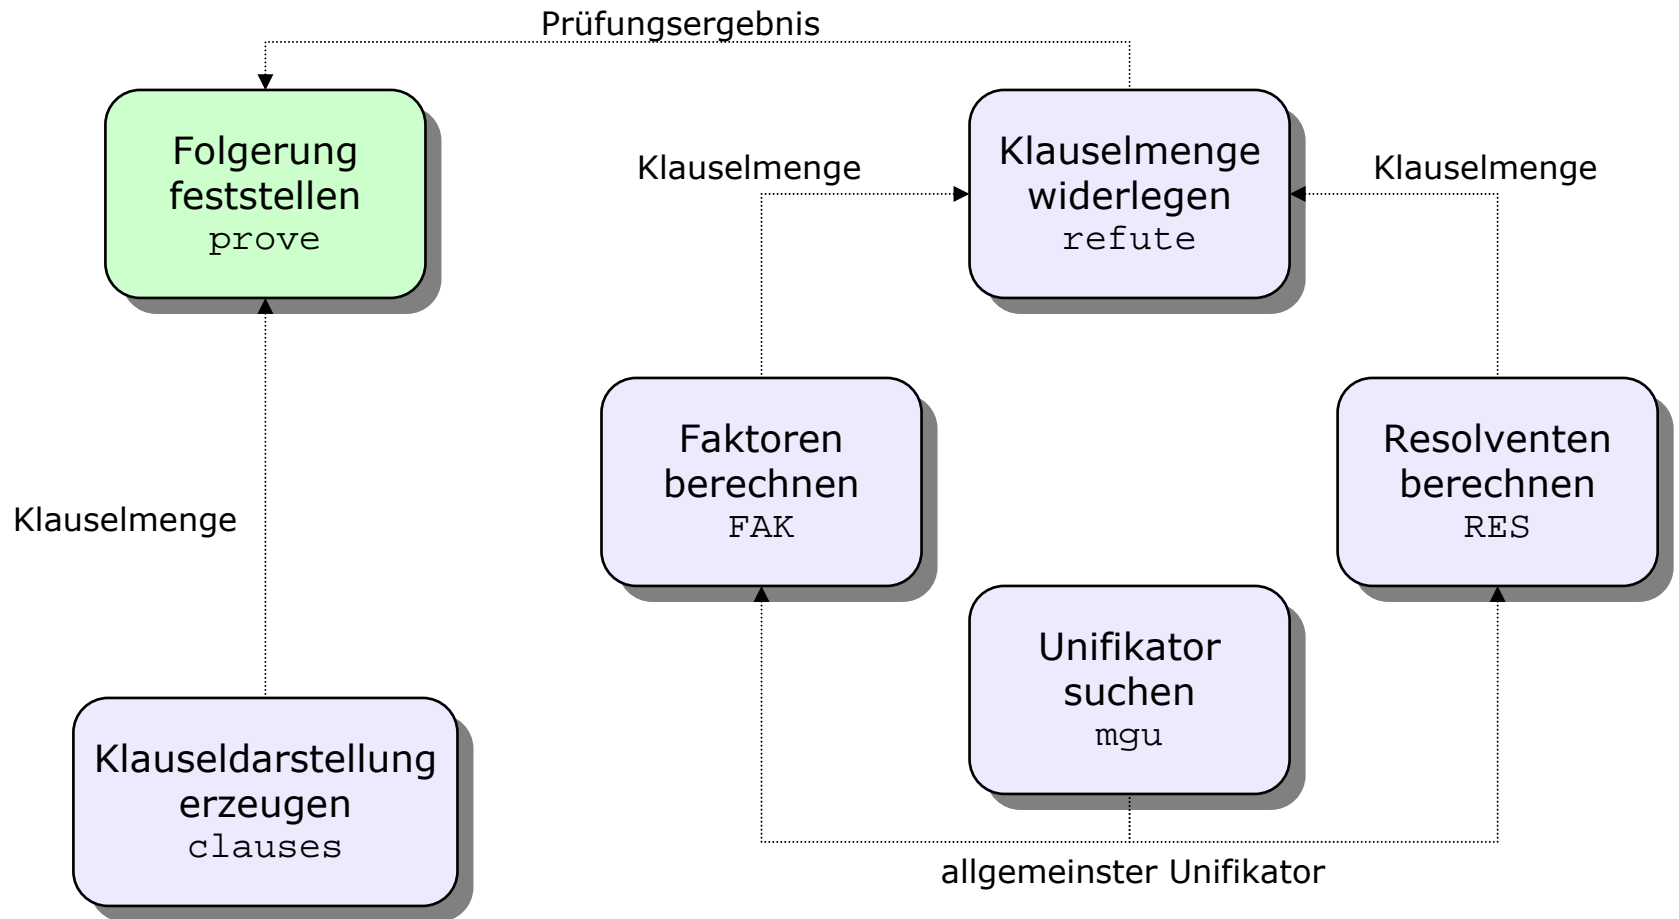 Prüfungsergebnis
Folgerung
feststellen
prove
Klauselmenge
widerlegen
refute
Klauselmenge
Klauselmenge
Faktoren
berechnen
FAK
Resolventen
berechnen
RES
Klauselmenge
Unifikator
suchen
mgu
Klauseldarstellung
erzeugen
clauses
allgemeinster Unifikator